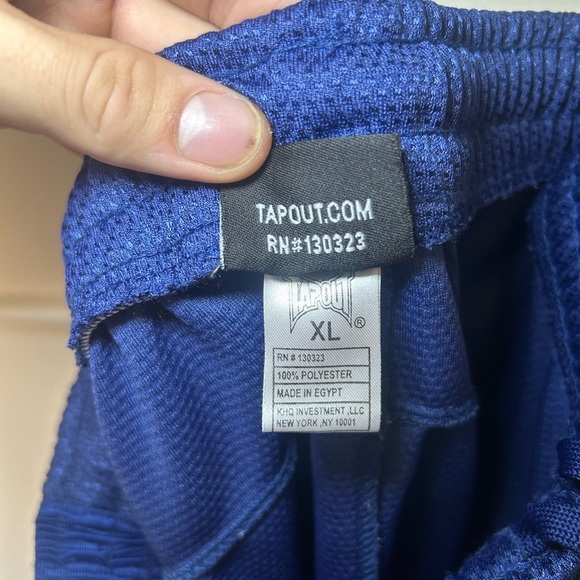 TAPOUT.COM
RN#130323
TAPOUT
XL ®
RN # 130323
100% POLYESTER
MADE IN EGYPT
KHQ INVESTMENT ,LLC
NEW YORK, NY 10001